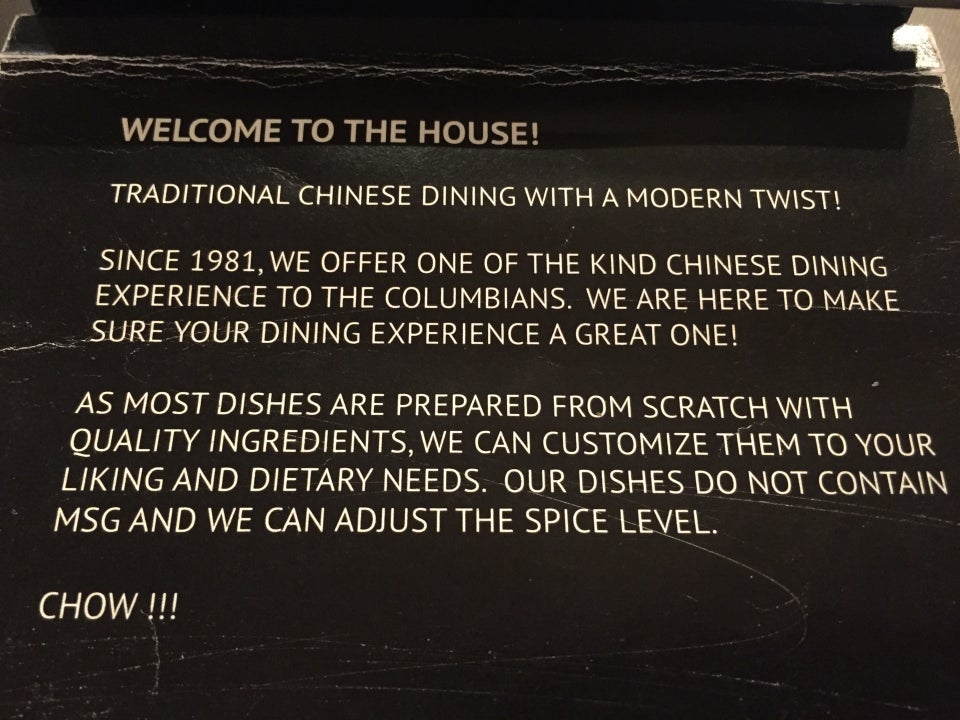 WELCOME TO THE HOUSE!
TRADITIONAL CHINESE DINING WITH A MODERN TWIST!
SINCE 1981, WE OFFER ONE OF THE KIND CHINESE DINING
EXPERIENCE TO THE COLUMBIANS. WE ARE HERE TO MAKE
SURE YOUR DINING EXPERIENCE A GREAT ONE!
AS MOST DISHES ARE PREPARED FROM SCRATCH WITH
QUALITY INGREDIENTS, WE CAN CUSTOMIZE THEM TO YOUR
LIKING AND DIETARY NEEDS. OUR DISHES DO NOT CONTAIN
MSG AND WE CAN ADJUST THE SPICE LEVEL.
CHOW !!!